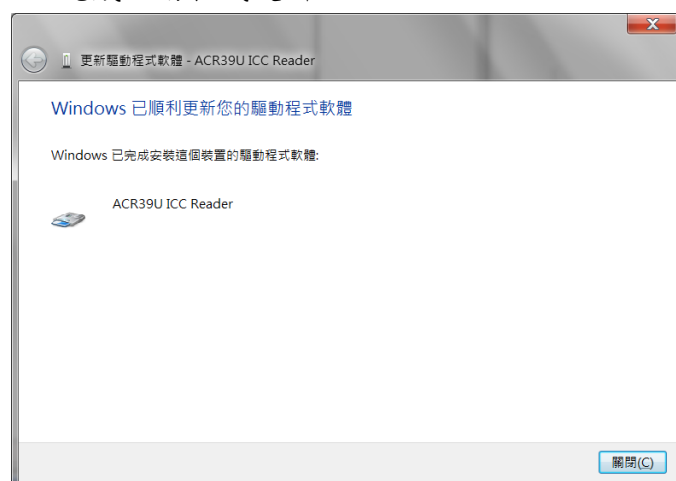 X
更新驅動程式軟體 - ACR39U ICC Reader
Windows 已順利更新您的驅動程式軟體
Windows 已完成安裝這個裝置的驅動程式軟體:
ACR39U ICC Reader
關閉(C)